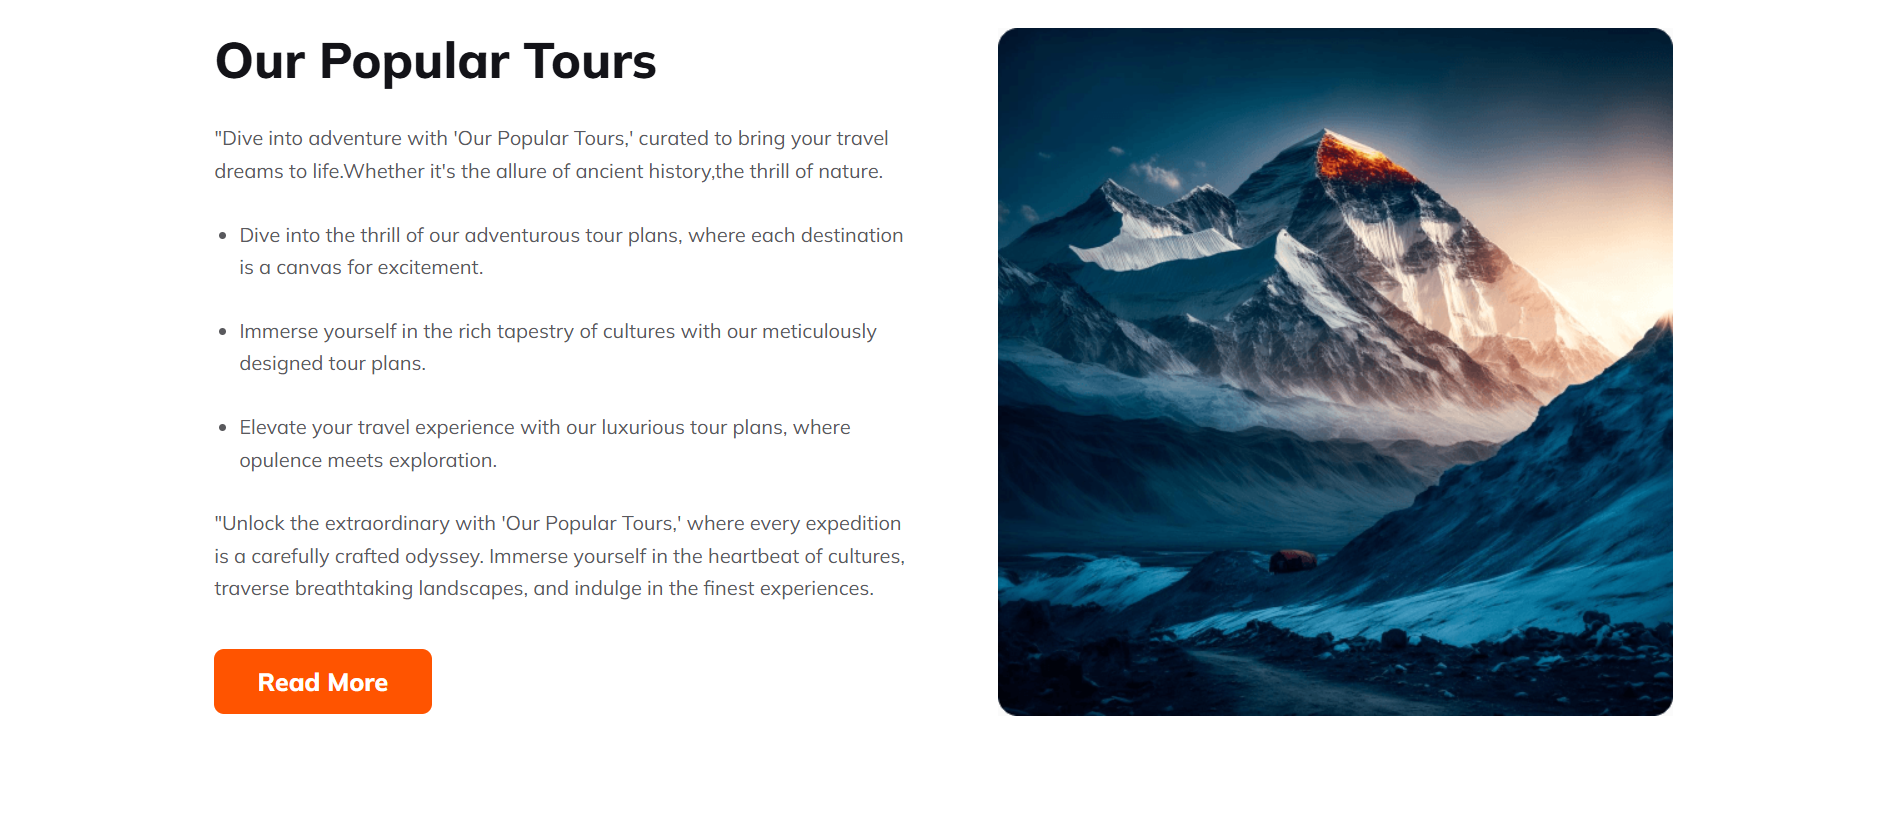 Our Popular Tours
"Dive into adventure with 'Our Popular Tours,' curated to bring your travel
dreams to life.Whether it's the allure of ancient history,the thrill of nature.
• Dive into the thrill of our adventurous tour plans, where each destination
is a canvas for excitement.
• Immerse yourself in the rich tapestry of cultures with our meticulously
designed tour plans.
• Elevate your travel experience with our luxurious tour plans, where
opulence meets exploration.
"Unlock the extraordinary with 'Our Popular Tours,' where every expedition
is a carefully crafted odyssey. Immerse yourself in the heartbeat of cultures,
traverse breathtaking landscapes, and indulge in the finest experiences.
Read More